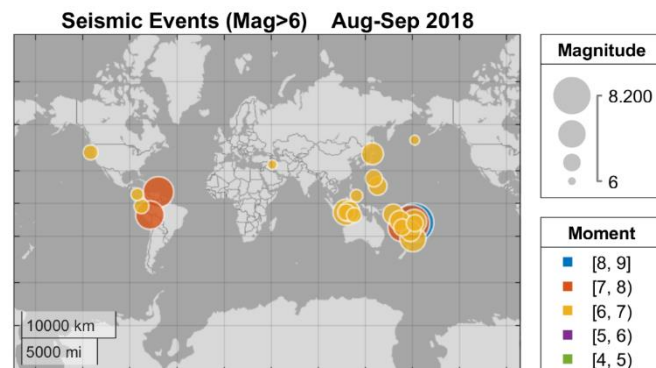 Seismic Events (Mag>6) Aug-Sep 2018
10000 km
5000 mi
Magnitude
8.200
6
Moment
[8, 9]
[7, 8)
[6, 7)
[5, 6)
[4, 5)